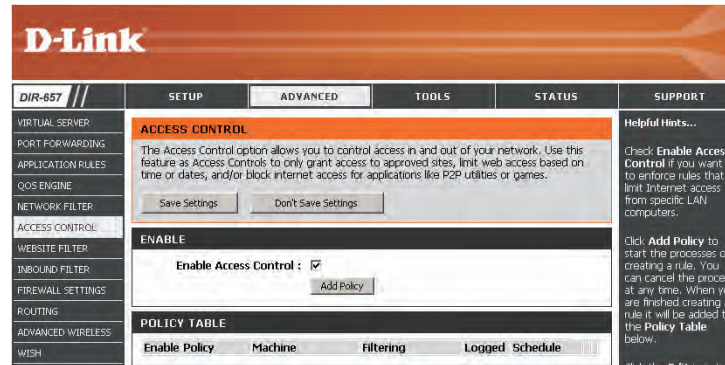 D-Link
DIR-657
SETUP
ADVANCED
TOOLS
STATUS
SUPPORT
VIRTUAL SERVER
PORT FORWARDING
APPLICATION RULES
QOS ENGINE
NETWORK FILTER
ACCESS CONTROL
WEBSITE FILTER
INBOUND FILTER
FIREWALL SETTINGS
ROUTING
ADVANCED WIRELESS
WISH
ACCESS CONTROL
The Access Control option allows you to control access in and out of your network. Use this
feature as Access Controls to only grant access to approved sites, limit web access based on
time or dates, and/or block internet access for applications like P2P utilities or games.
Save Settings
Don't Save Settings
ENABLE
Enable Access Control :
Add Policy
POLICY TABLE
Enable Policy
Machine
Filtering
Logged
Schedule
Helpful Hints...
Check Enable Acces
Control if you want
to enforce rules that
limit Internet access
from specific LAN
computers.
Click Add Policy to
start the processes o
creating a rule. You
can cancel the proce
at any time. When y
are finished creating
rule it will be added t
the Policy Table
below.